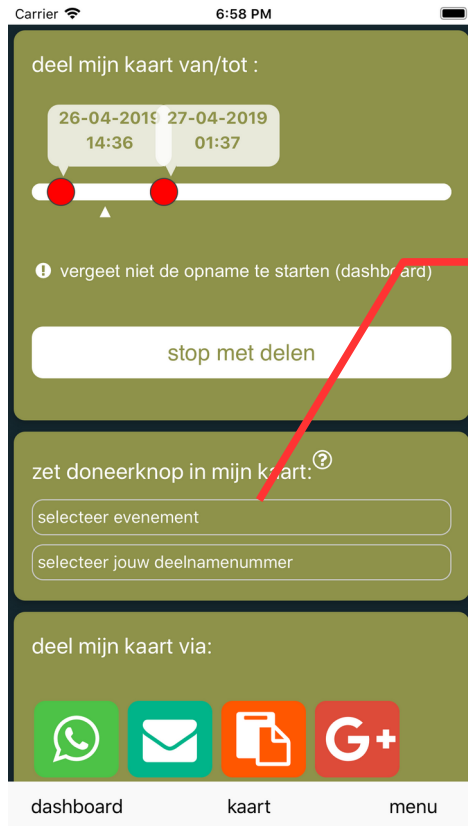 Carrier 6:58 PM
deel mijn kaart van/tot :
26-04-2019 27-04-2019
14:36 01:37
vergeet niet de opname te starten (dashboard)
stop met delen
zet doneerknop in mijn kaart:
selecteer evenement
selecteer jouw deelnamenummer
deel mijn kaart via:
G+
dashboard kaart menu